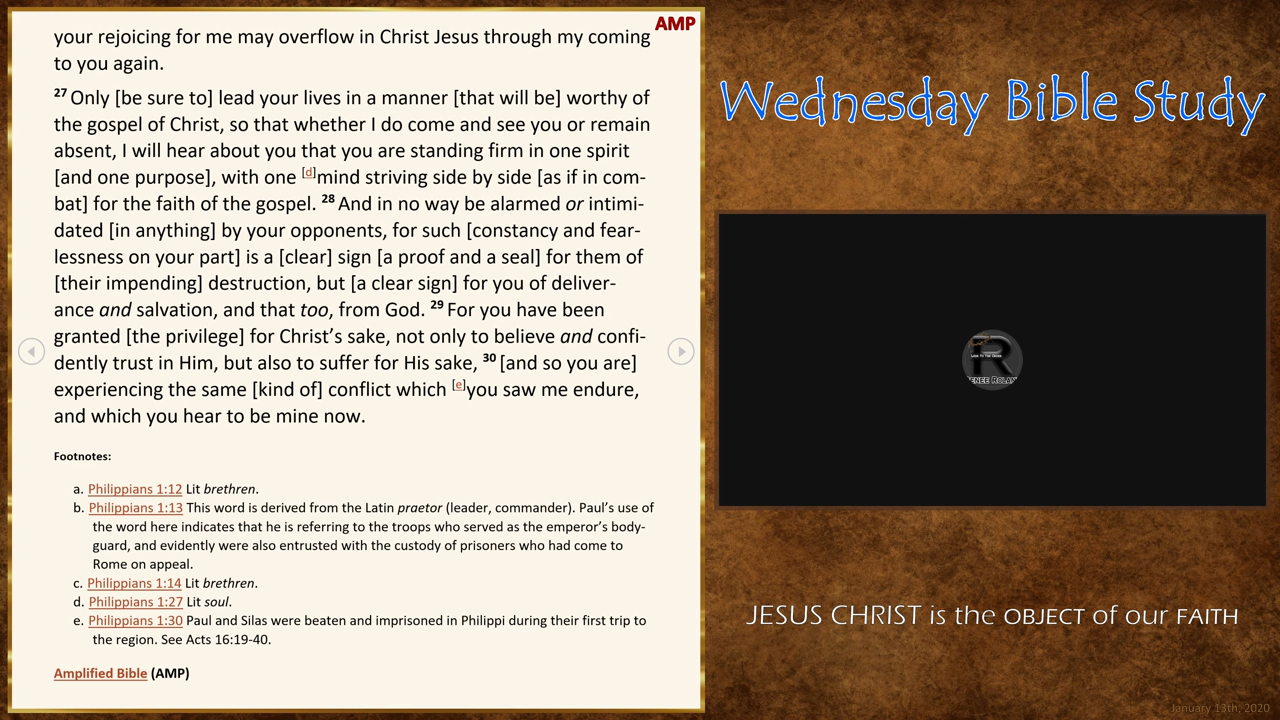 AMP
your rejoicing for me may overflow in Christ Jesus through my coming
to you again.
27 Only [be sure to] lead your lives in a manner [that will be] worthy of
the gospel of Christ, so that whether I do come and see you or remain
absent, I will hear about you that you are standing firm in one spirit
[and one purpose], with one [d]mind striving side by side [as if in com-
bat] for the faith of the gospel. 28 And in no way be alarmed or intimi-
dated [in anything] by your opponents, for such [constancy and fear-
lessness on your part] is a [clear] sign [a proof and a seal] for them of
[their impending] destruction, but [a clear sign] for you of deliver-
ance and salvation, and that too, from God. 29 For you have been
granted [the privilege] for Christ's sake, not only to believe and confi-
dently trust in Him, but also to suffer for His sake, 30 [and so you are]
experiencing the same [kind of] conflict which [e]you saw me endure,
and which you hear to be mine now.
Footnotes:
a. Philippians 1:12 Lit brethren.
b. Philippians 1:13 This word is derived from the Latin praetor (leader, commander). Paul's use of
the word here indicates that he is referring to the troops who served as the emperor's body-
guard, and evidently were also entrusted with the custody of prisoners who had come to
Rome on appeal.
c. Philippians 1:14 Lit brethren.
d. Philippians 1:27 Lit soul.
e. Philippians 1:30 Paul and Silas were beaten and imprisoned in Philippi during their first trip to
the region. See Acts 16:19-40.
Amplified Bible (AMP)
Wednesday Bible Study
R
JESUS CHRIST is the OBJECT of our FAITH
January 13th, 2020